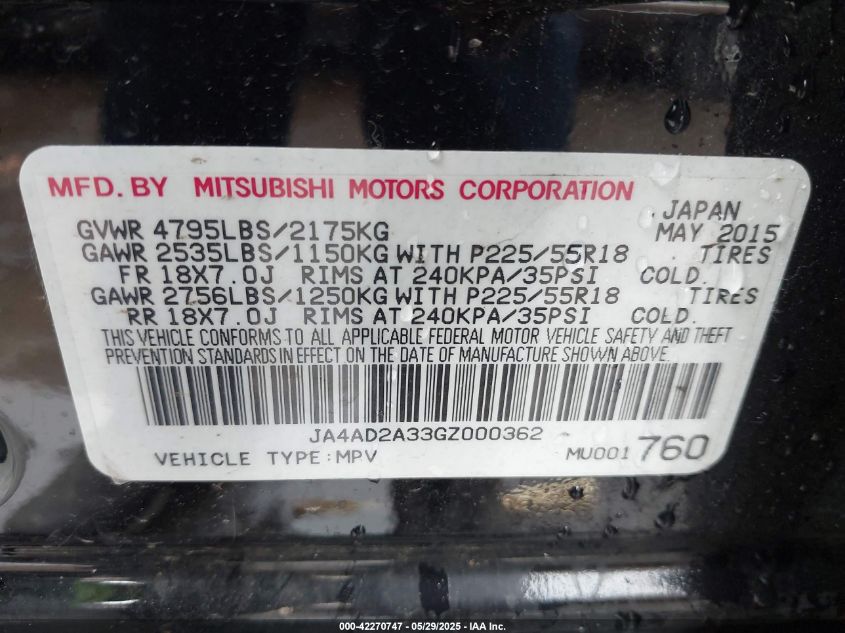 MFD. BY MITSUBISHI MOTORS CORPORATION
JAPAN
GVWR 4795LBS/2175KG MAY 2015
GAWR 2535LBS/1150KG WITH P225/55R18 TIRES
FR 18X7.0J RIMS AT 240KPA/35PSI COLD.
GAWR 2756LBS/1250KG WITH P225/55R18 TIRES
RR 18X7.0J RIMS AT 240KPA/35PSI COLD.
THIS VEHICLE CONFORMS TO ALL APPLICABLE FEDERAL MOTOR VEHICLE SAFETY AND THEFT
PREVENTION STANDARDS IN EFFECT ON THE DATE OF MANUFACTURE SHOWN ABOVE.
JA4AD2A33GZ000362
VEHICLE TYPE:MPV MU001 760
000-42270747 — 05/29/2025 — IAA Inc.